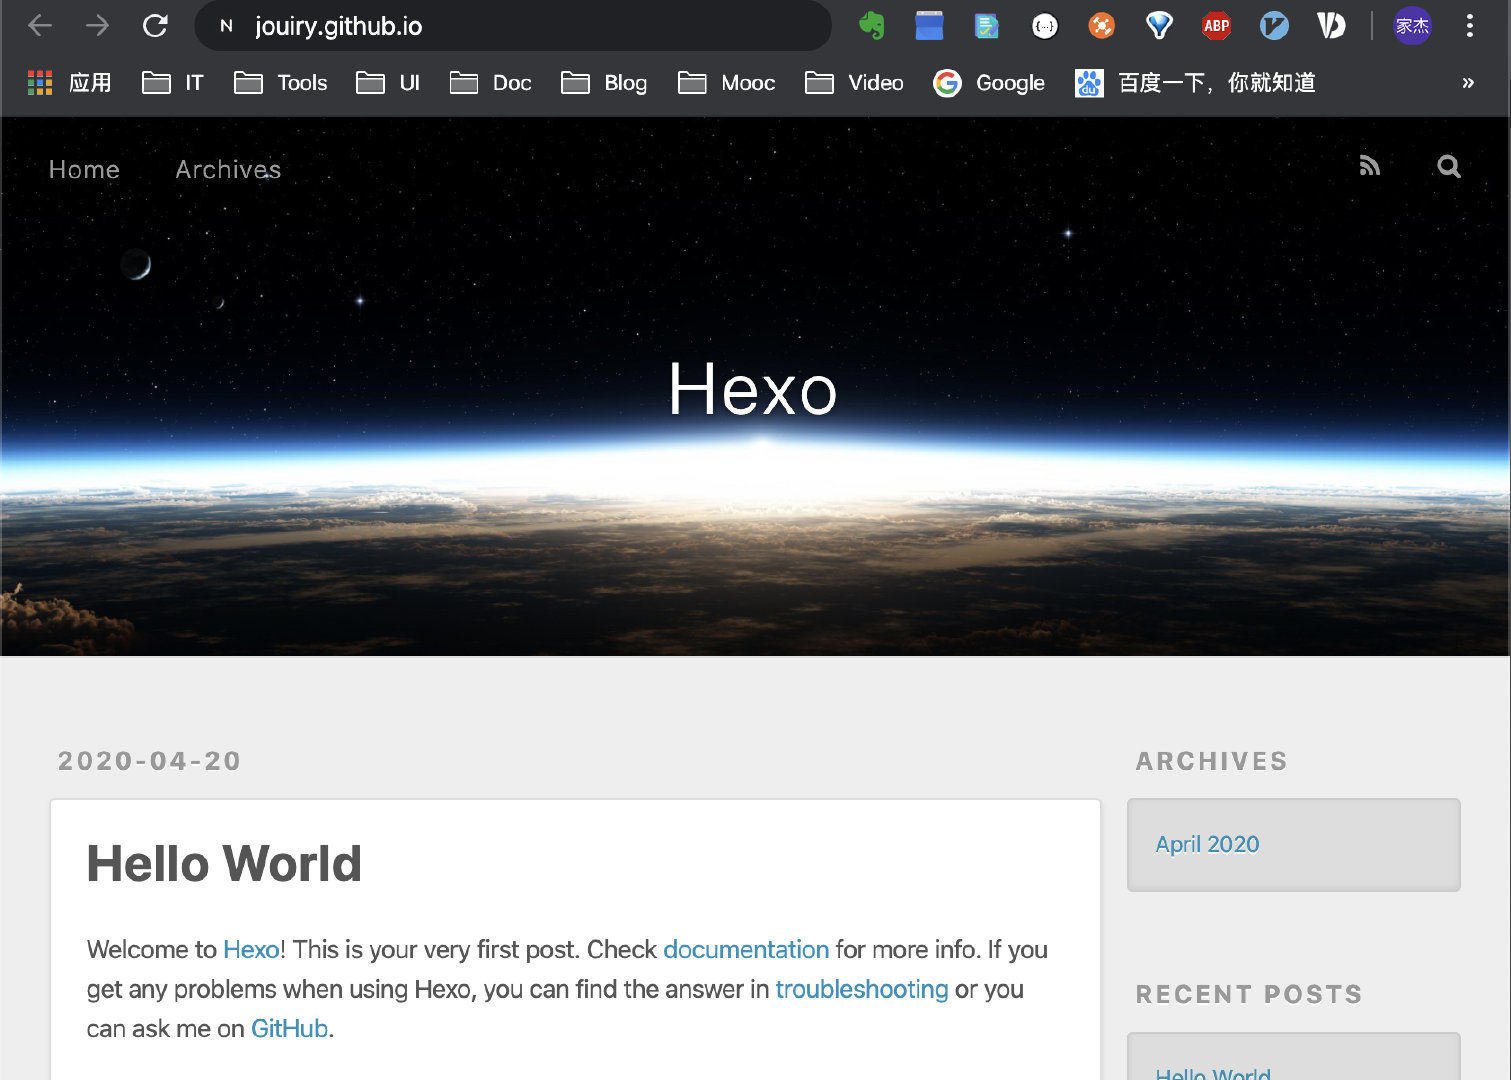 N jouiry.github.io
ABP
家杰
应用 IT Tools UI Doc Blog Mooc Video Google du 百度一下，你就知道 »
Home Archives
Hexo
2020-04-20
Hello World
Welcome to Hexo! This is your very first post. Check documentation for more info. If you
get any problems when using Hexo, you can find the answer in troubleshooting or you
can ask me on GitHub.
ARCHIVES
April 2020
RECENT POSTS
Hello World